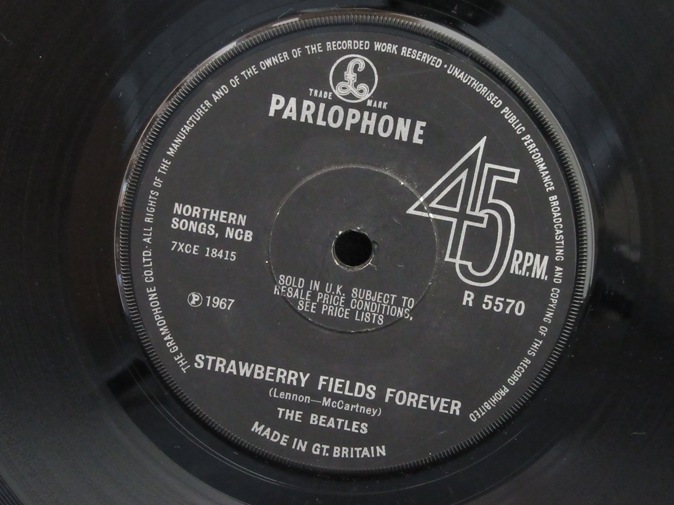 THE GRAMOPHONE CO. LTD. · ALL RIGHTS OF THE MANUFACTURER AND OF THE OWNER OF THE RECORDED WORK RESERVED · UNAUTHORISED PUBLIC PERFORMANCE BROADCASTING AND COPYING OF THIS RECORD PROHIBITED
£
TRADE MARK
PARLOPHONE
45 R.P.M.
NORTHERN
SONGS, NCB
7XCE 18415
R 5570
SOLD IN U.K. SUBJECT TO
RESALE PRICE CONDITIONS,
SEE PRICE LISTS
Ⓟ 1967
STRAWBERRY FIELDS FOREVER
(Lennon—McCartney)
THE BEATLES
MADE IN GT. BRITAIN